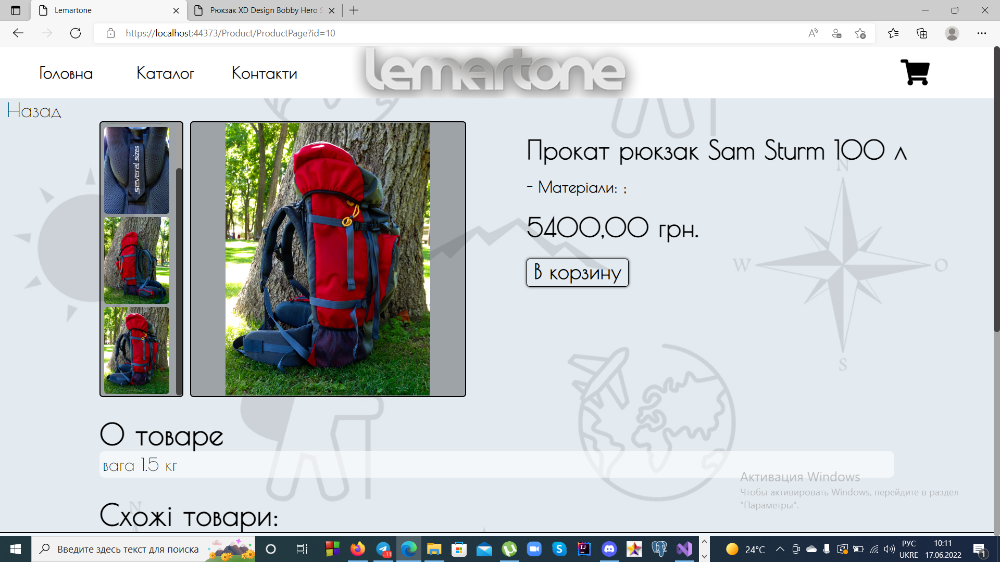 Lemartone
Рюкзак XD Design Bobby Hero S
https://localhost:44373/Product/ProductPage?id=10
Головна
Каталог
Контакти
lemartone
Назад
several sizes
Прокат рюкзак Sam Sturm 100 л
- Матеріали: ;
5400,00 грн.
В корзину
N
W
O
S
О товаре
вага 1.5 кг
Активация Windows
Чтобы активировать Windows, перейдите в раздел
"Параметры".
N
Схожі товари:
Введите здесь текст для поиска
11
24°C
РУС
UKRE
10:11
17.06.2022
1